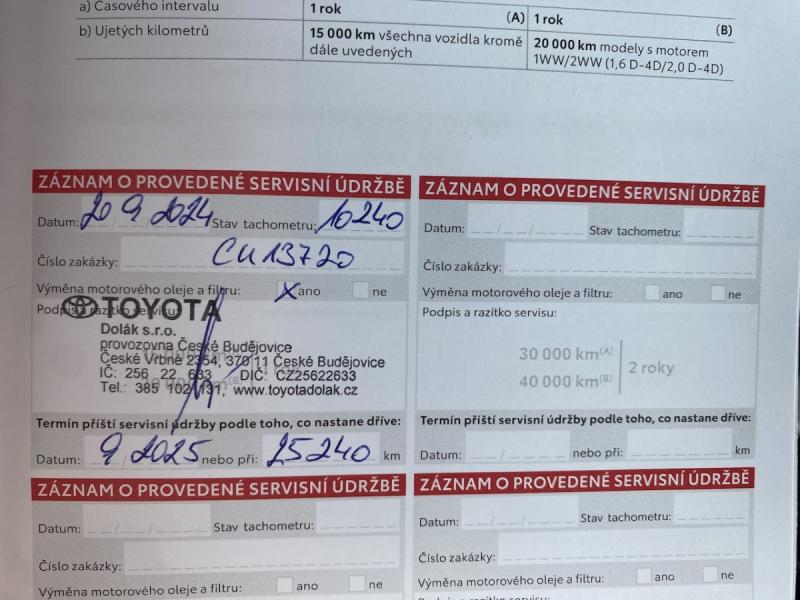 a) Časového intervalu 1 rok (A) 1 rok (B)
b) Ujetých kilometrů 15 000 km všechna vozidla kromě dále uvedených 20 000 km modely s motorem 1WW/2WW (1,6 D-4D/2,0 D-4D)
ZÁZNAM O PROVEDENÉ SERVISNÍ ÚDRŽBĚ
Datum: 20 9 2024 Stav tachometru: 10240
Číslo zakázky: CU13720
Výměna motorového oleje a filtru: X ano ne
Podpis a razítko servisu:
TOYOTA
Dolák s.r.o.
provozovna České Budějovice
České Vrbné 2354, 370 11 České Budějovice
IČ: 256 22 633 DIČ: CZ25622633
Tel.: 385 102 131, www.toyotadolak.cz
Termín příští servisní údržby podle toho, co nastane dříve:
Datum: 9 2025 nebo při: 25240 km
ZÁZNAM O PROVEDENÉ SERVISNÍ ÚDRŽBĚ
Datum: Stav tachometru:
Číslo zakázky:
Výměna motorového oleje a filtru: ano ne
Podpis a razítko servisu:
30 000 km(A)
40 000 km(B)
2 roky
Termín příští servisní údržby podle toho, co nastane dříve:
Datum: nebo při: km
ZÁZNAM O PROVEDENÉ SERVISNÍ ÚDRŽBĚ
Datum: Stav tachometru:
Číslo zakázky:
Výměna motorového oleje a filtru: ano ne
ZÁZNAM O PROVEDENÉ SERVISNÍ ÚDRŽBĚ
Datum: Stav tachometru:
Číslo zakázky:
Výměna motorového oleje a filtru: ano ne